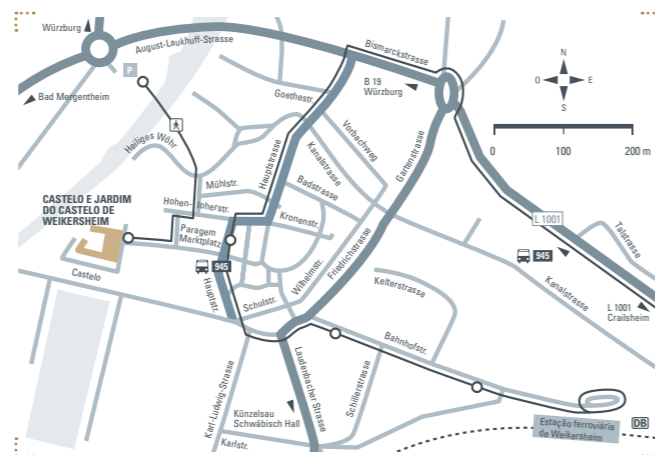 Würzburg
August-Laukhuff-Strasse
Bismarckstrasse
P
B 19
Würzburg
N
O
E
S
Bad Mergentheim
Goethestr.
Heiliges Wöhr
Hauptstrasse
Kanalstrasse
Vorbachweg
Gartenstrasse
0
100
200 m
Mühlstr.
Badstrasse
CASTELO E JARDIM
DO CASTELO DE
WEIKERSHEIM
Hohen-loherstr.
Kronenstr.
Paragem
Marktplatz
L 1001
Talstrasse
945
945
Castelo
Hauptstr.
Schulstr.
Wilhelmstr.
Friedrichstrasse
Kelterstrasse
Kanalstrasse
L 1001
Crailsheim
Bahnhofstr.
Karl-Ludwig-Strasse
Laudenbacher Strasse
Schillerstrasse
Künzelsau
Schwäbisch Hall
Karlstr.
Estação ferroviária
de Weikersheim
DB